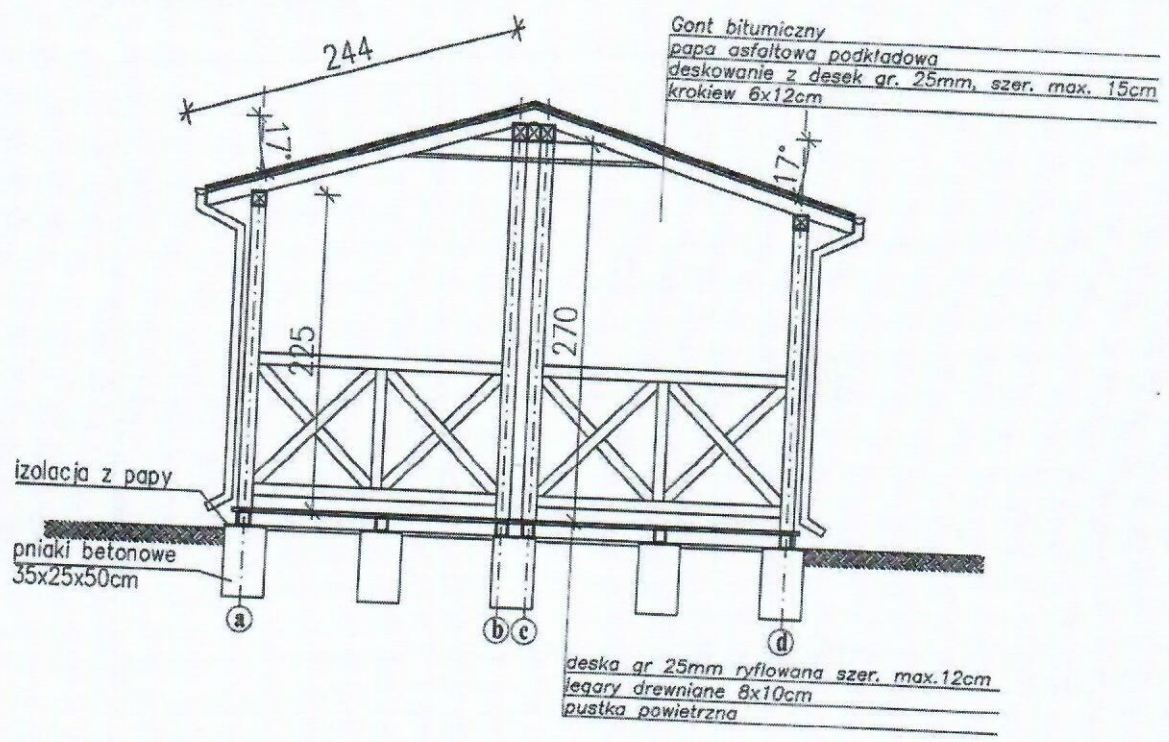 Gont bitumiczny
papa asfaltowa podkładowa
deskowanie z desek gr. 25mm, szer. max. 15cm
krokiew 6x12cm
244
17°
17°
225
270
izolacja z papy
pniaki betonowe
35x25x50cm
a
b
c
d
deska gr 25mm ryflowana szer. max.12cm
legary drewniane 8x10cm
pustka powietrzna